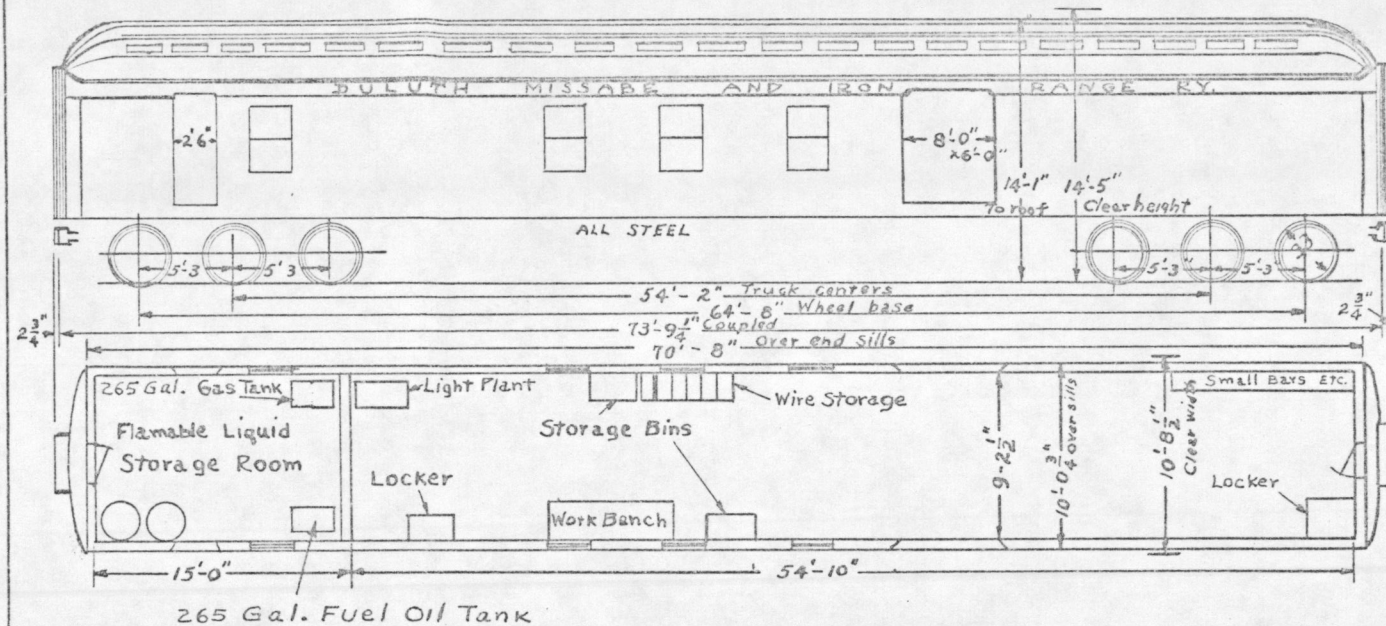 DULUTH MISSABE AND IRON RANGE RY.
2'6"
8'-0"
x6'-0"
14'-1"
To roof
14'-5"
Clear height
ALL STEEL
5'-3
5'3
5-3"
5'-3
54'-2" Truck centers
64'-8" Wheel base
2 3/4"
73'-9 1/4" Coupled
2 3/4"
70'-8" Over end sills
265 Gal. Gas Tank
Light Plant
Small Bars Etc.
Wire Storage
Flamable Liquid
Storage Room
Storage Bins
9-2 1/2"
10'-0 3/4" over sills
10'-8 1/2"
Clear width
Locker
Locker
Work Banch
15'-0"
54'-10"
265 Gal. Fuel Oil Tank